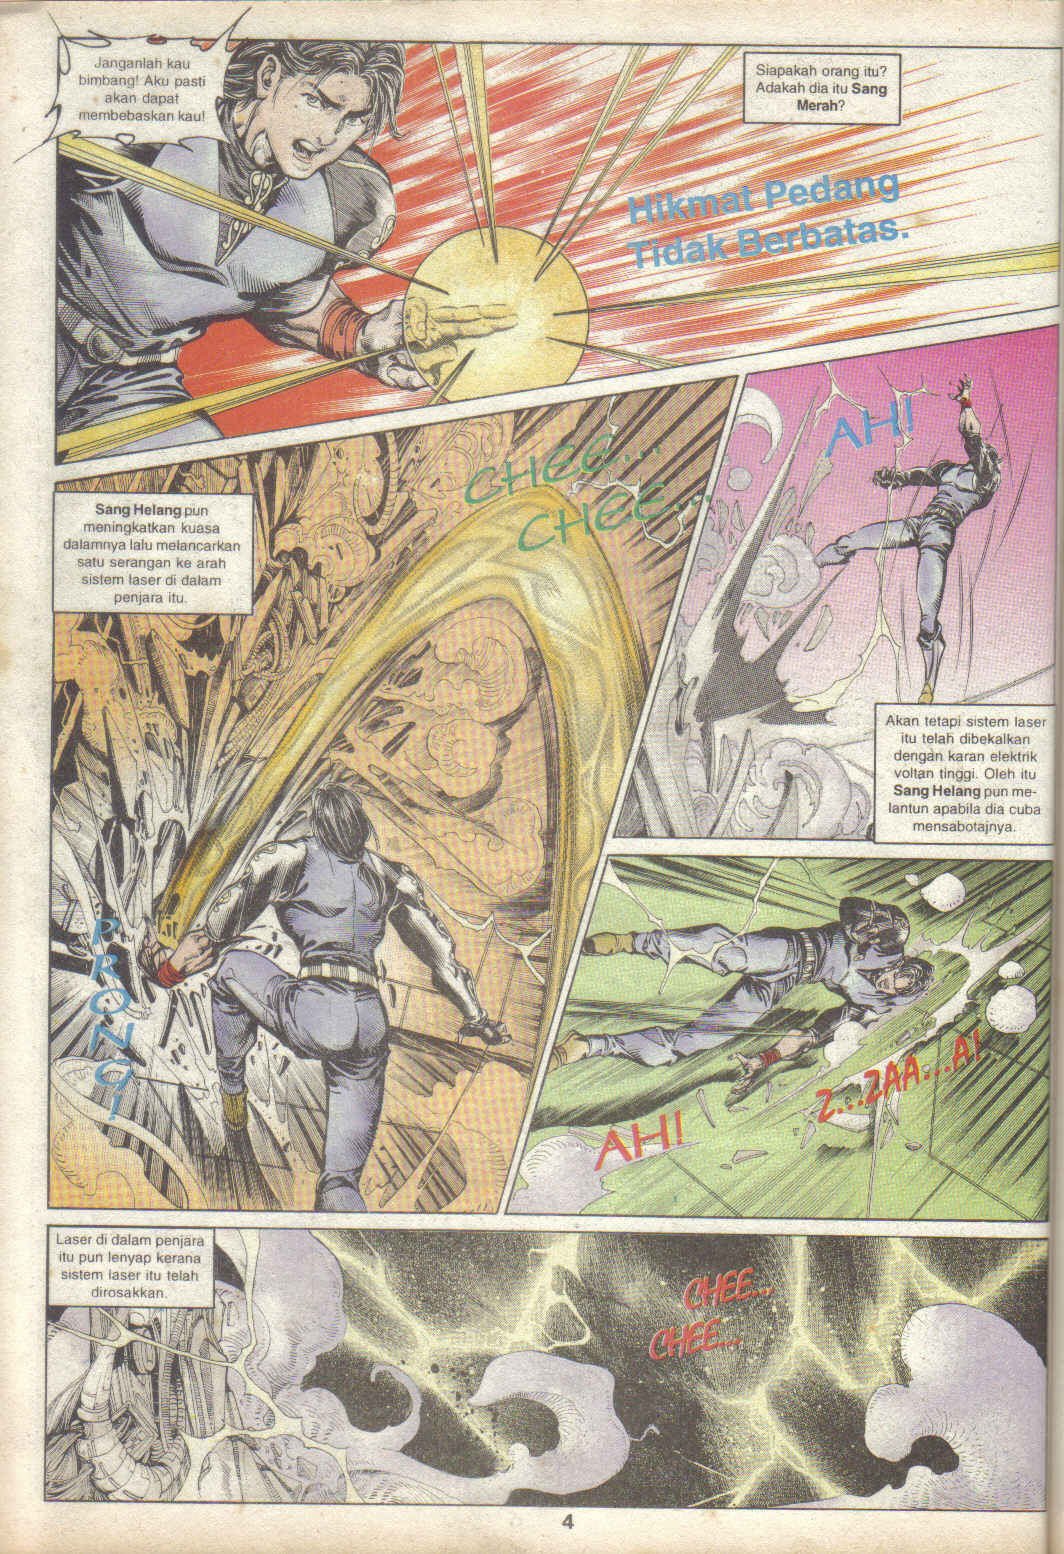 Janganlah kau
bimbang! Aku pasti
akan dapat
membebaskan kau!
Siapakah orang itu?
Adakah dia itu Sang
Merah?
Hikmat Pedang
Tidak Berbatas.
Sang Helang pun
meningkatkan kuasa
dalamnya lalu melancarkan
satu serangan ke arah
sistem laser di dalam
penjara itu.
CHEE...
CHEE...
PRONG!
AH!
Akan tetapi sistem laser
itu telah dibekalkan
dengan karan elektrik
voltan tinggi. Oleh itu
Sang Helang pun me-
lantun apabila dia cuba
mensabotajnya.
AH!
Z...ZAA...A!
Laser di dalam penjara
itu pun lenyap kerana
sistem laser itu telah
dirosakkan.
CHEE...
CHEE...
4